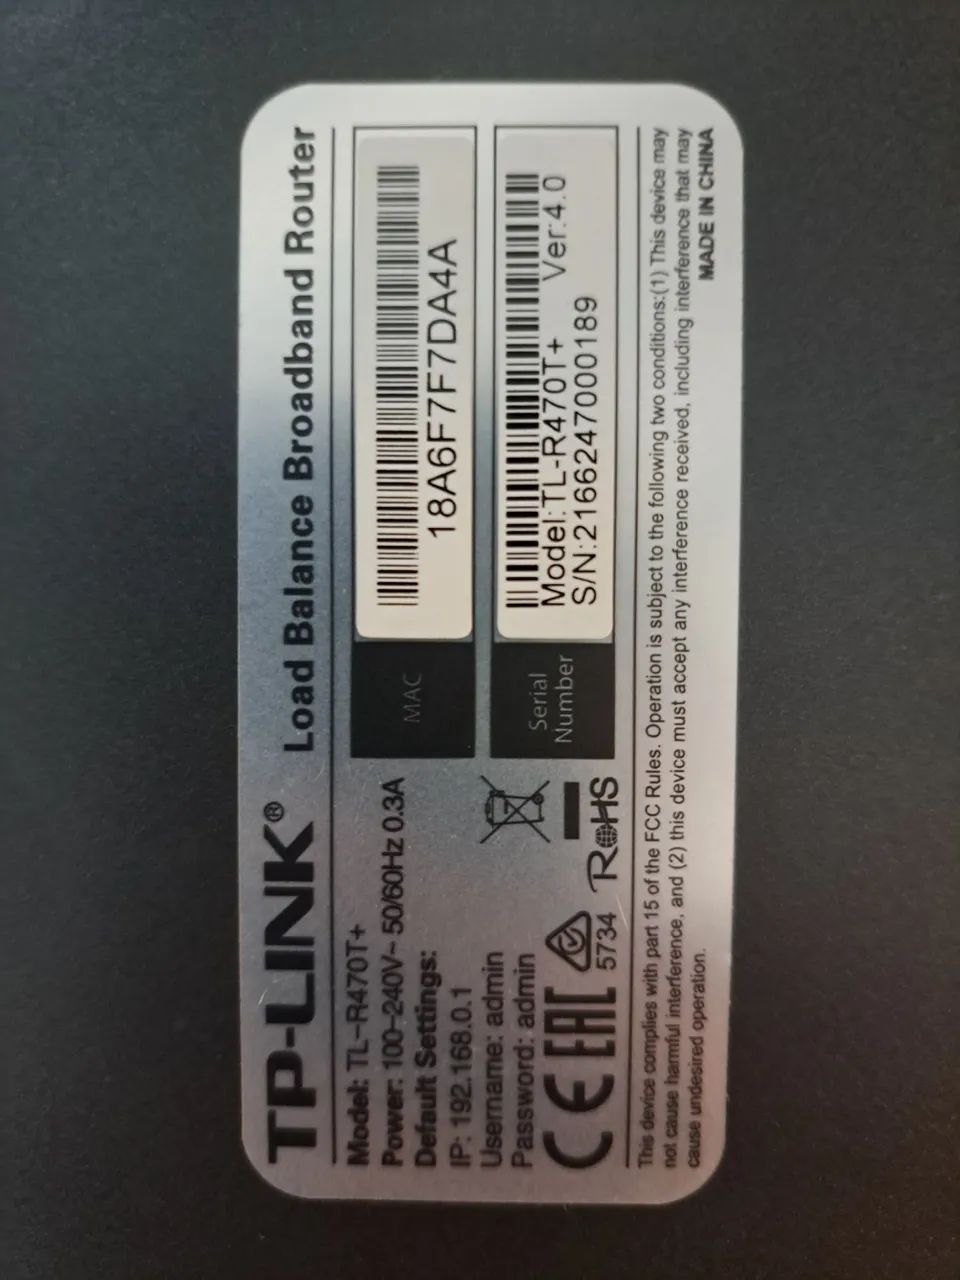 TP-LINK® Load Balance Broadband Router
Model: TL-R470T+
Power: 100-240V~ 50/60Hz 0.3A
Default Settings:
IP: 192.168.0.1
Username: admin
Password: admin
CE EAC 5734 RoHS
MAC
18A6F7F7DA4A
Serial
Number
Model:TL-R470T+ Ver:4.0
S/N:2166247000189
This device complies with part 15 of the FCC Rules. Operation is subject to the following two conditions:(1) This device may
not cause harmful interference, and (2) this device must accept any interference received, including interference that may
cause undesired operation.
MADE IN CHINA